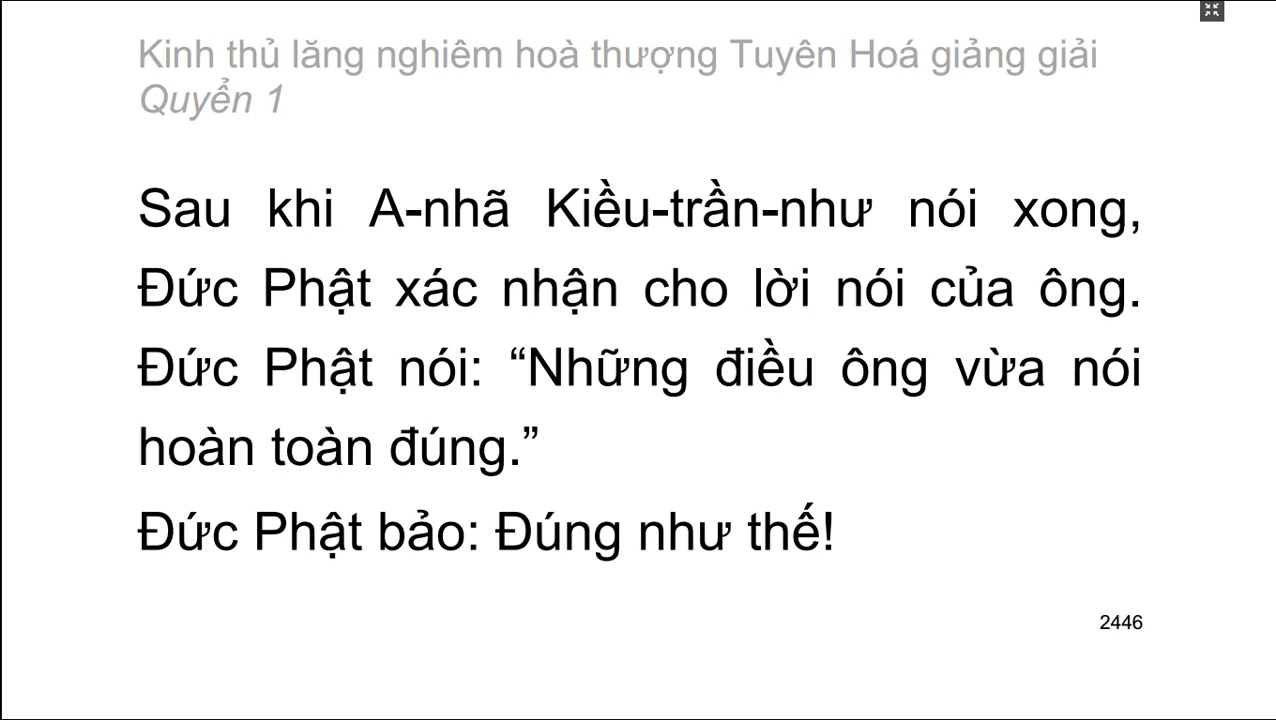 Kinh thủ lăng nghiêm hoà thượng Tuyên Hoá giảng giải
Quyển 1
Sau khi A-nhã Kiều-trần-như nói xong,
Đức Phật xác nhận cho lời nói của ông.
Đức Phật nói: “Những điều ông vừa nói
hoàn toàn đúng.”
Đức Phật bảo: Đúng như thế!
2446